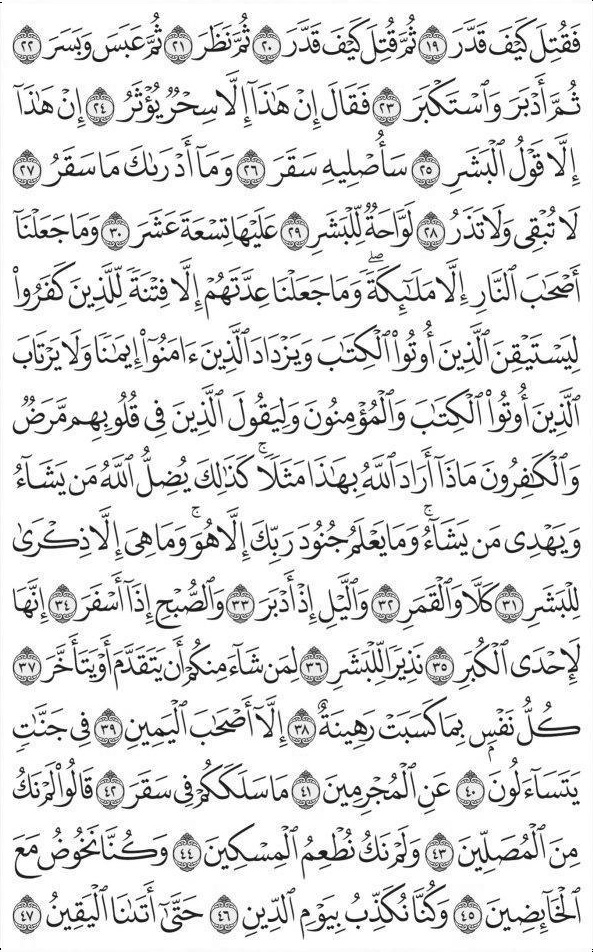 فَقُتِلَ كَيْفَ قَدَّرَ ١٩ ثُمَّ قُتِلَ كَيْفَ قَدَّرَ ٢٠ ثُمَّ نَظَرَ ٢١ ثُمَّ عَبَسَ وَبَسَرَ ٢٢
ثُمَّ أَدْبَرَ وَٱسْتَكْبَرَ ٢٣ فَقَالَ إِنْ هَٰذَآ إِلَّا سِحْرٌ يُؤْثَرُ ٢٤ إِنْ هَٰذَآ
إِلَّا قَوْلُ ٱلْبَشَرِ ٢٥ سَأُصْلِيهِ سَقَرَ ٢٦ وَمَآ أَدْرَىٰكَ مَا سَقَرُ ٢٧
لَا تُبْقِى وَلَا تَذَرُ ٢٨ لَوَّاحَةٌ لِّلْبَشَرِ ٢٩ عَلَيْهَا تِسْعَةَ عَشَرَ ٣٠ وَمَا جَعَلْنَآ
أَصْحَٰبَ ٱلنَّارِ إِلَّا مَلَٰٓئِكَةً ۙ وَمَا جَعَلْنَا عِدَّتَهُمْ إِلَّا فِتْنَةً لِّلَّذِينَ كَفَرُوا۟
لِيَسْتَيْقِنَ ٱلَّذِينَ أُوتُوا۟ ٱلْكِتَٰبَ وَيَزْدَادَ ٱلَّذِينَ ءَامَنُوٓا۟ إِيمَٰنًا وَلَا يَرْتَابَ
ٱلَّذِينَ أُوتُوا۟ ٱلْكِتَٰبَ وَٱلْمُؤْمِنُونَ وَلِيَقُولَ ٱلَّذِينَ فِى قُلُوبِهِم مَّرَضٌ
وَٱلْكَٰفِرُونَ مَاذَآ أَرَادَ ٱللَّهُ بِهَٰذَا مَثَلًا ۚ كَذَٰلِكَ يُضِلُّ ٱللَّهُ مَن يَشَآءُ
وَيَهْدِى مَن يَشَآءُ ۚ وَمَا يَعْلَمُ جُنُودَ رَبِّكَ إِلَّا هُوَ ۚ وَمَا هِىَ إِلَّا ذِكْرَىٰ
لِلْبَشَرِ ٣١ كَلَّا وَٱلْقَمَرِ ٣٢ وَٱلَّيْلِ إِذْ أَدْبَرَ ٣٣ وَٱلصُّبْحِ إِذَآ أَسْفَرَ ٣٤ إِنَّهَا
لَإِحْدَى ٱلْكُبَرِ ٣٥ نَذِيرًا لِّلْبَشَرِ ٣٦ لِمَن شَآءَ مِنكُمْ أَن يَتَقَدَّمَ أَوْ يَتَأَخَّرَ ٣٧
كُلُّ نَفْسٍۭ بِمَا كَسَبَتْ رَهِينَةٌ ٣٨ إِلَّآ أَصْحَٰبَ ٱلْيَمِينِ ٣٩ فِى جَنَّٰتٍ
يَتَسَآءَلُونَ ٤٠ عَنِ ٱلْمُجْرِمِينَ ٤١ مَا سَلَكَكُمْ فِى سَقَرَ ٤٢ قَالُوا۟ لَمْ نَكُ
مِنَ ٱلْمُصَلِّينَ ٤٣ وَلَمْ نَكُ نُطْعِمُ ٱلْمِسْكِينَ ٤٤ وَكُنَّا نَخُوضُ مَعَ
ٱلْخَآئِضِينَ ٤٥ وَكُنَّا نُكَذِّبُ بِيَوْمِ ٱلدِّينِ ٤٦ حَتَّىٰٓ أَتَىٰنَا ٱلْيَقِينُ ٤٧